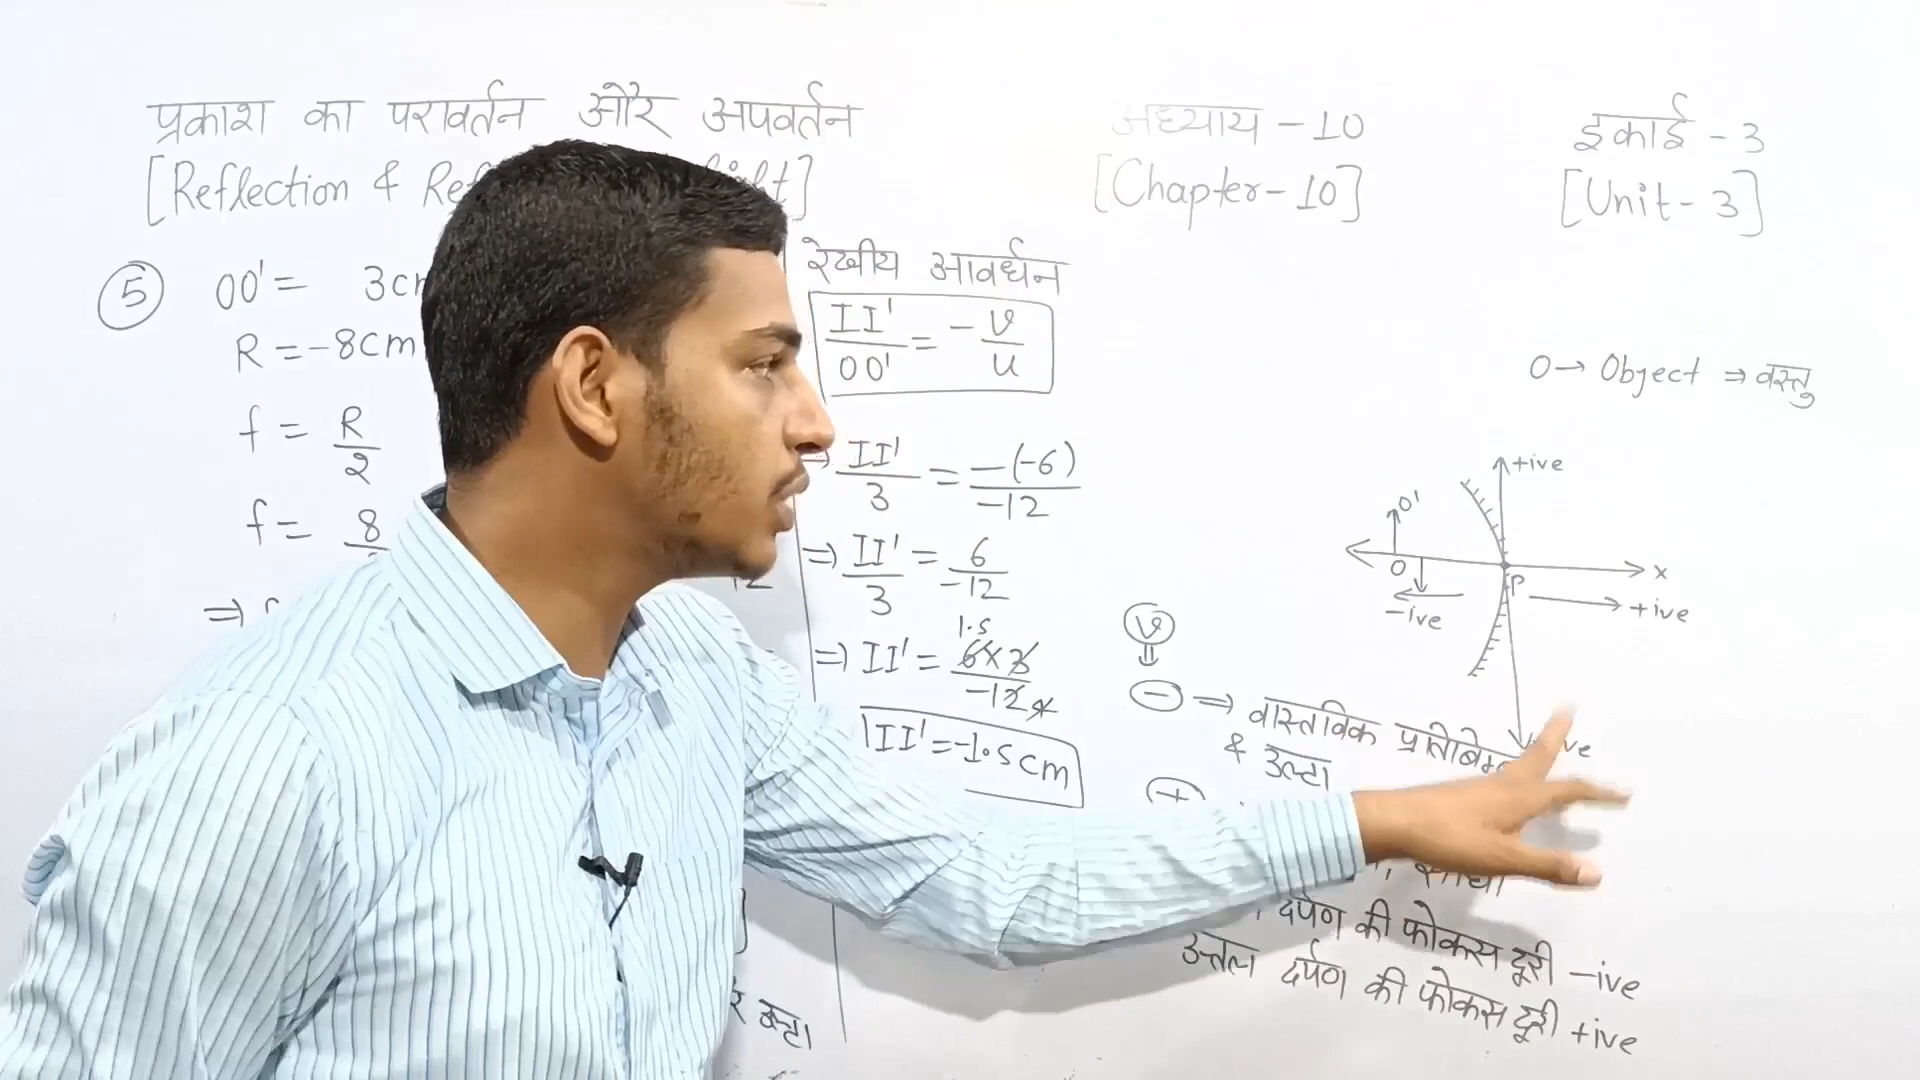 प्रकाश का परावर्तन और अपवर्तन
[Reflection &
अध्याय - 10
[Chapter-10]
इकाई - 3
[Unit- 3]
5 OO' = 3cm
R = -8cm
f = R/2
f = 8
⇒
रेखीय आवर्धन
II'/OO' = -v/u
⇒ II'/3 = -(-6)/-12
⇒ II'/3 = 6/-12
1.5
⇒ II' = 6×3/-12
II' = -1.5cm
O → Object ⇒ वस्तु
+ive
O'
O
P
x
-ive
+ive
v
⇓
- ⇒ वास्तविक प्रतिबिम्ब
& उल्टा
+
दर्पण की फोकस दूरी -ive
उत्तल दर्पण की फोकस दूरी +ive